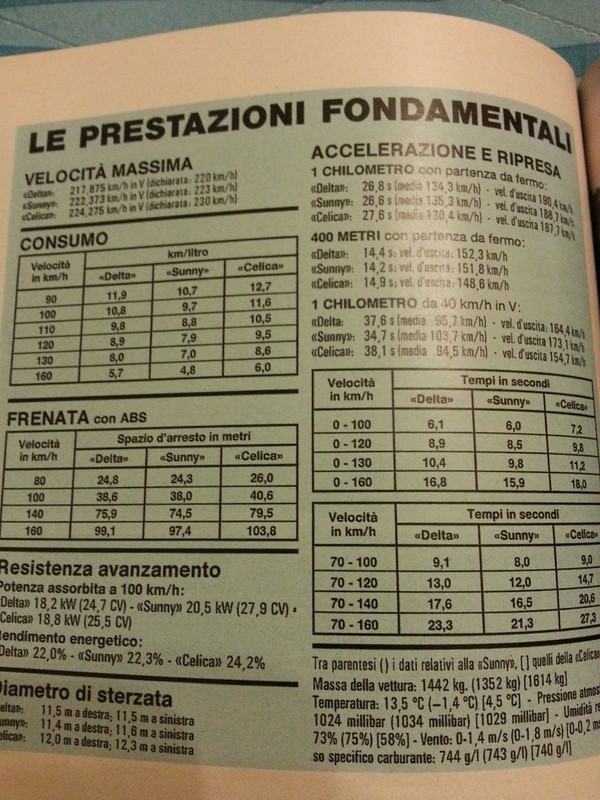 LE PRESTAZIONI FONDAMENTALI
VELOCITÀ MASSIMA
«Delta»: 217,875 km/h in V (dichiarata: 220 km/h)
«Sunny»: 222,373 km/h in V (dichiarata: 223 km/h)
«Celica»: 224,275 km/h in V (dichiarata: 230 km/h)
CONSUMO
Velocità in km/h km/litro
«Delta» «Sunny» «Celica»
90 11,9 10,7 12,7
100 10,8 9,7 11,6
110 9,8 8,8 10,5
120 8,9 7,9 9,5
130 8,0 7,0 8,6
160 5,7 4,8 6,0
FRENATA con ABS
Velocità in km/h Spazio d'arresto in metri
«Delta» «Sunny» «Celica»
80 24,8 24,3 26,0
100 38,6 38,0 40,6
140 75,9 74,5 79,5
160 99,1 97,4 103,8
Resistenza avanzamento
Potenza assorbita a 100 km/h:
Delta» 18,2 kW (24,7 CV) - «Sunny» 20,5 kW (27,9 CV) -
Celica» 18,8 kW (25,5 CV)
endimento energetico:
Delta» 22,0% - «Sunny» 22,3% - «Celica» 24,2%
Diametro di sterzata
elta»: 11,5 m a destra; 11,5 m a sinistra
unny»: 11,4 m a destra; 11,6 m a sinistra
elica»: 12,0 m a destra; 12,3 m a sinistra
ACCELERAZIONE E RIPRESA
1 CHILOMETRO con partenza da fermo:
«Delta»: 26,8 s (media 134,3 km/h) - vel. d'uscita 190,4 km/h
«Sunny»: 26,6 s (media 135,3 km/h) - vel. d'uscita 188,7 km/h
«Celica»: 27,6 s (media 130,4 km/h) - vel. d'uscita 187,7 km/h
400 METRI con partenza da fermo:
«Delta»: 14,4 s; vel. d'uscita: 152,3 km/h
«Sunny»: 14,2 s; vel. d'uscita: 151,8 km/h
«Celica»: 14,9 s; vel. d'uscita: 148,6 km/h
1 CHILOMETRO da 40 km/h in V:
«Delta: 37,6 s (media 95,7 km/h) - vel. d'uscita: 164,4 km/h
«Sunny»: 34,7 s (media 103,7 km/h) - vel. d'uscita 173,1 km/h
«Celica»: 38,1 s (media 94,5 km/h) - vel. d'uscita 154,7 km/h
Velocità in km/h Tempi in secondi
«Delta» «Sunny» «Celica»
0 - 100 6,1 6,0 7,2
0 - 120 8,9 8,5 9,8
0 - 130 10,4 9,8 11,2
0 - 160 16,8 15,9 18,0
Velocità in km/h Tempi in secondi
«Delta» «Sunny» «Celica
70 - 100 9,1 8,0 9,0
70 - 120 13,0 12,0 14,7
70 - 140 17,6 16,5 20,6
70 - 160 23,3 21,3 27,3
Tra parentesi () i dati relativi alla «Sunny», [] quelli della «Celica
Massa della vettura: 1442 kg. (1352 kg) [1614 kg]
Temperatura: 13,5 °C (–1,4 °C) [4,5 °C] - Pressione atmos
1024 millibar (1034 millibar) [1029 millibar] - Umidità re
73% (75%) [58%] - Vento: 0-1,4 m/s (0-1,8 m/s) [0-0,2 m
so specifico carburante: 744 g/l (743 g/l) [740 g/l]